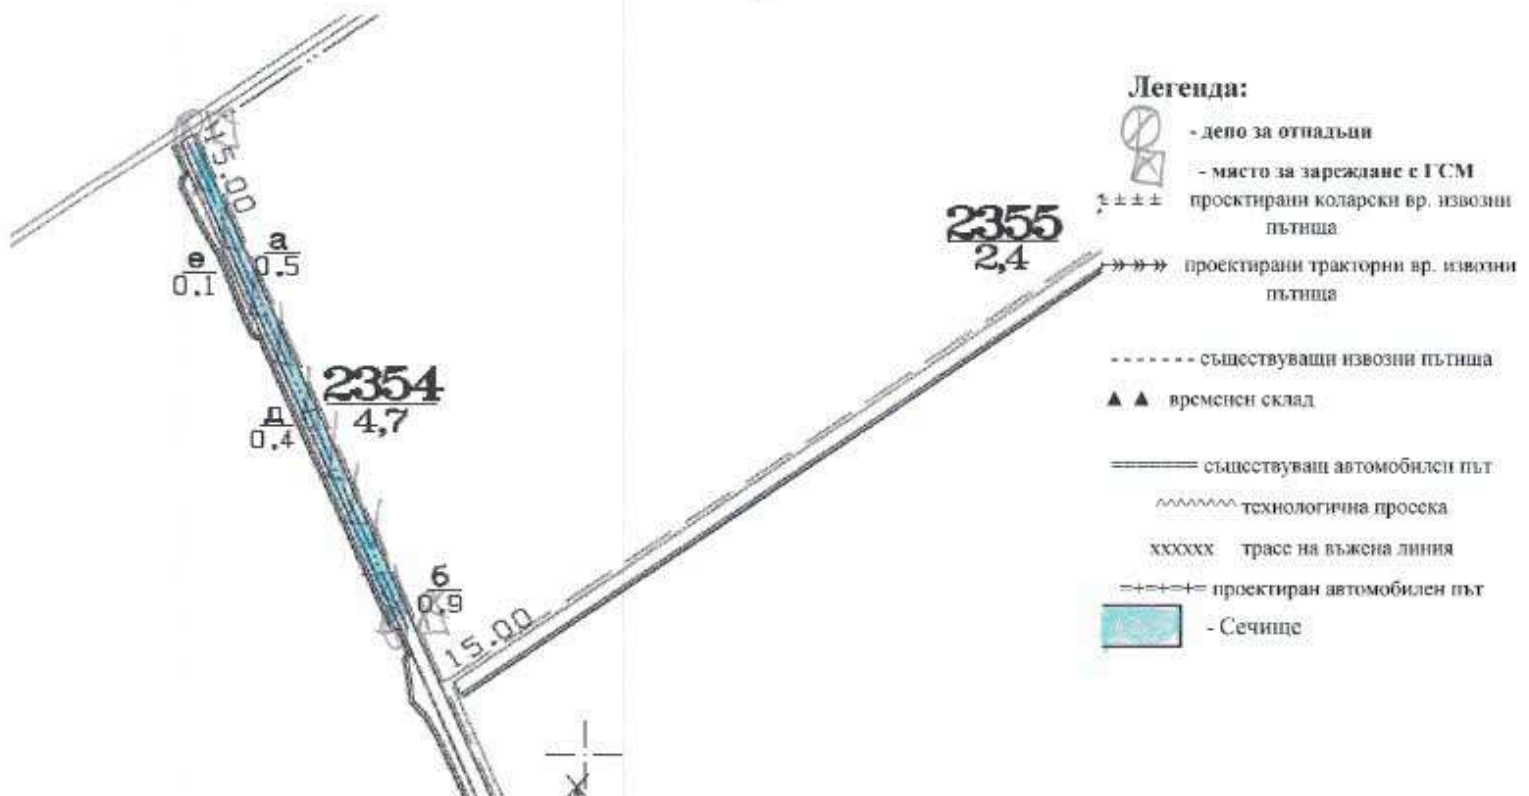 15.00
а
0.5
е
0.1
2354
4,7
д
0.4
б
0.9
15.00
2355
2,4
Легенда:
- депо за отпадъци
- място за зареждане с ГСМ
проектирани коларски вр. извозни
пътища
проектирани тракторни вр. извозни
пътища
съществуващи извозни пътища
временен склад
съществуващ автомобилен път
технологична просека
xxxxxx трасе на въжена линия
проектиран автомобилен път
- Сечище